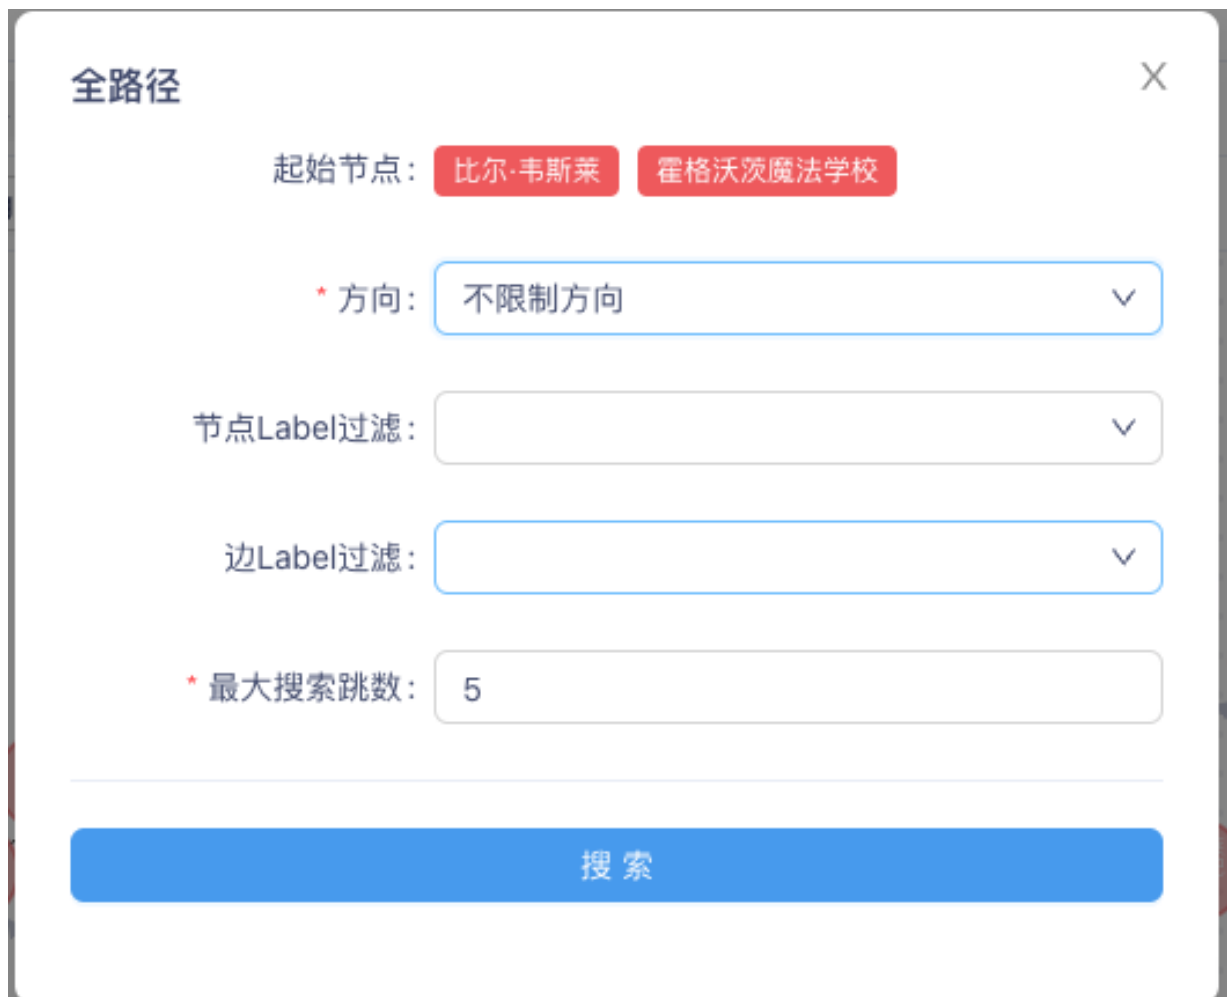 全路径 X
起始节点: 比尔·韦斯莱 霍格沃茨魔法学校
* 方向: 不限制方向
节点Label过滤:
边Label过滤:
* 最大搜索跳数: 5
搜 索